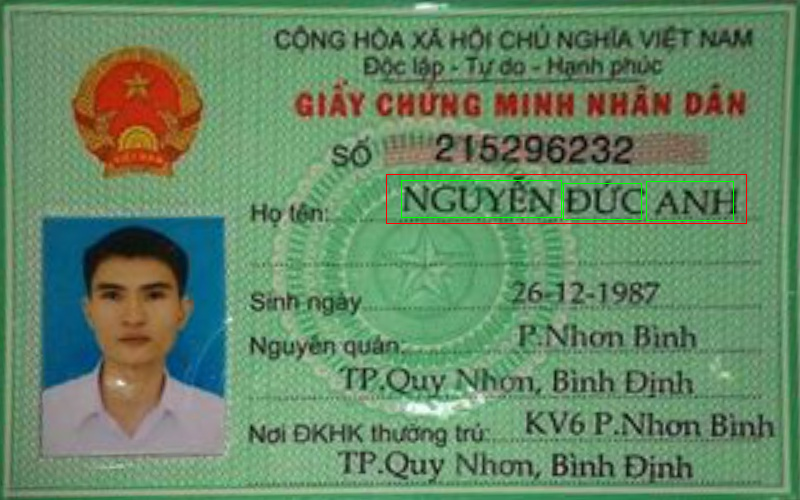 CỘNG HÒA XÃ HỘI CHỦ NGHĨA VIỆT NAM
Độc lập - Tự do - Hạnh phúc
GIẤY CHỨNG MINH NHÂN DÂN
SỐ 215296232
Họ tên: NGUYỄN ĐỨC ANH
Sinh ngày 26-12-1987
Nguyên quán: P.Nhơn Bình
TP.Quy Nhơn, Bình Định
Nơi ĐKHK thường trú: KV6 P.Nhơn Bình
TP.Quy Nhơn, Bình Định
VIỆT NAM